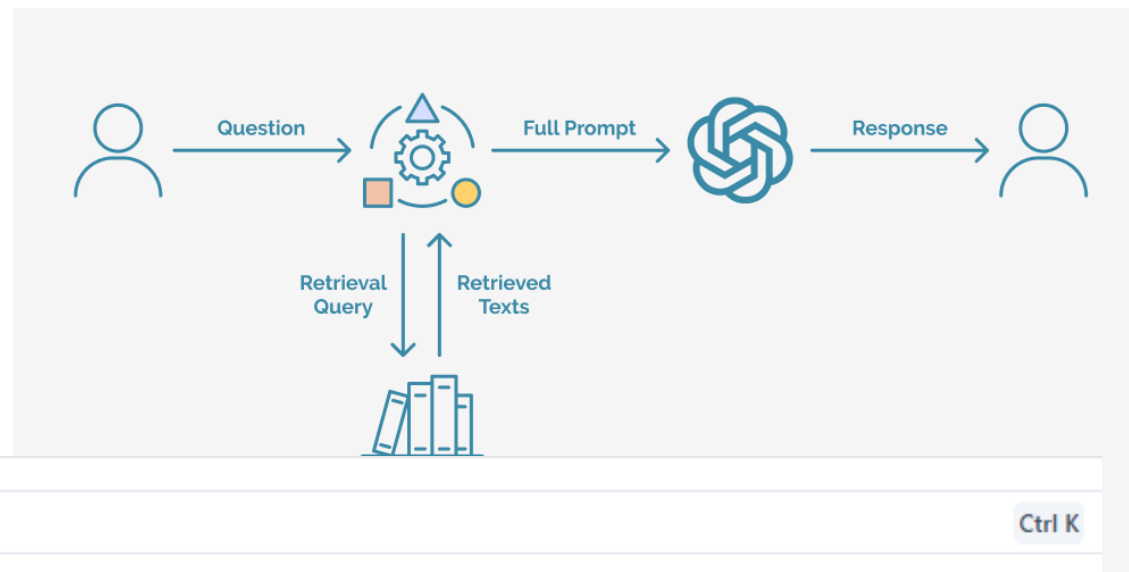 Question
Full Prompt
Response
Retrieval
Query
Retrieved
Texts
Ctrl K